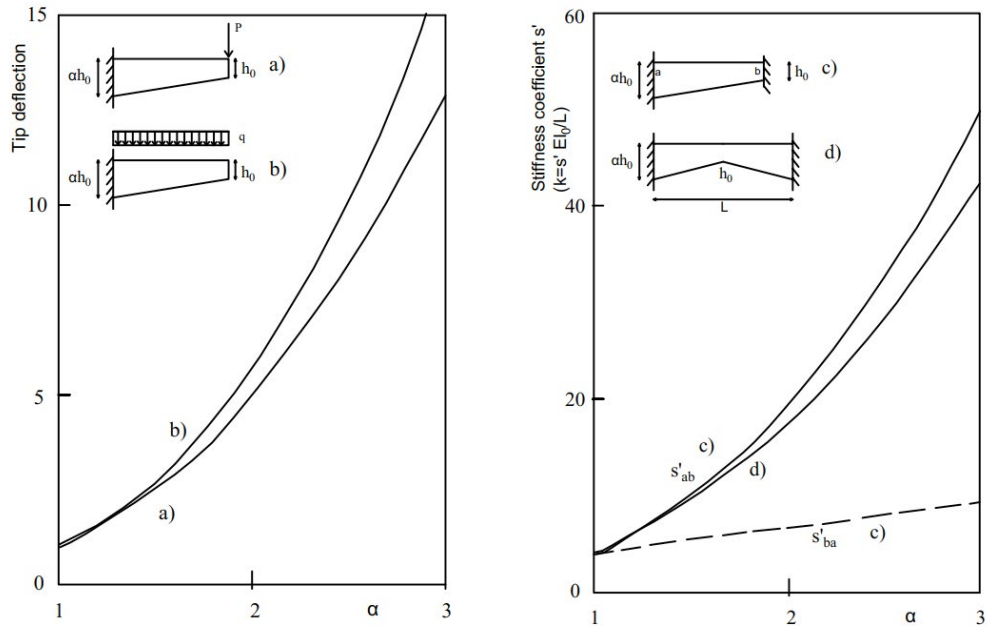 Tip deflection
15
10
5
0
1
2
α
3
P
αh₀
h₀
a)
q
αh₀
h₀
b)
b)
a)
Stiffness coefficient s'
(k=s' EI₀/L)
60
40
20
0
1
2
α
3
αh₀
a
b
h₀
c)
αh₀
h₀
d)
L
c)
s'ab
d)
s'ba
c)